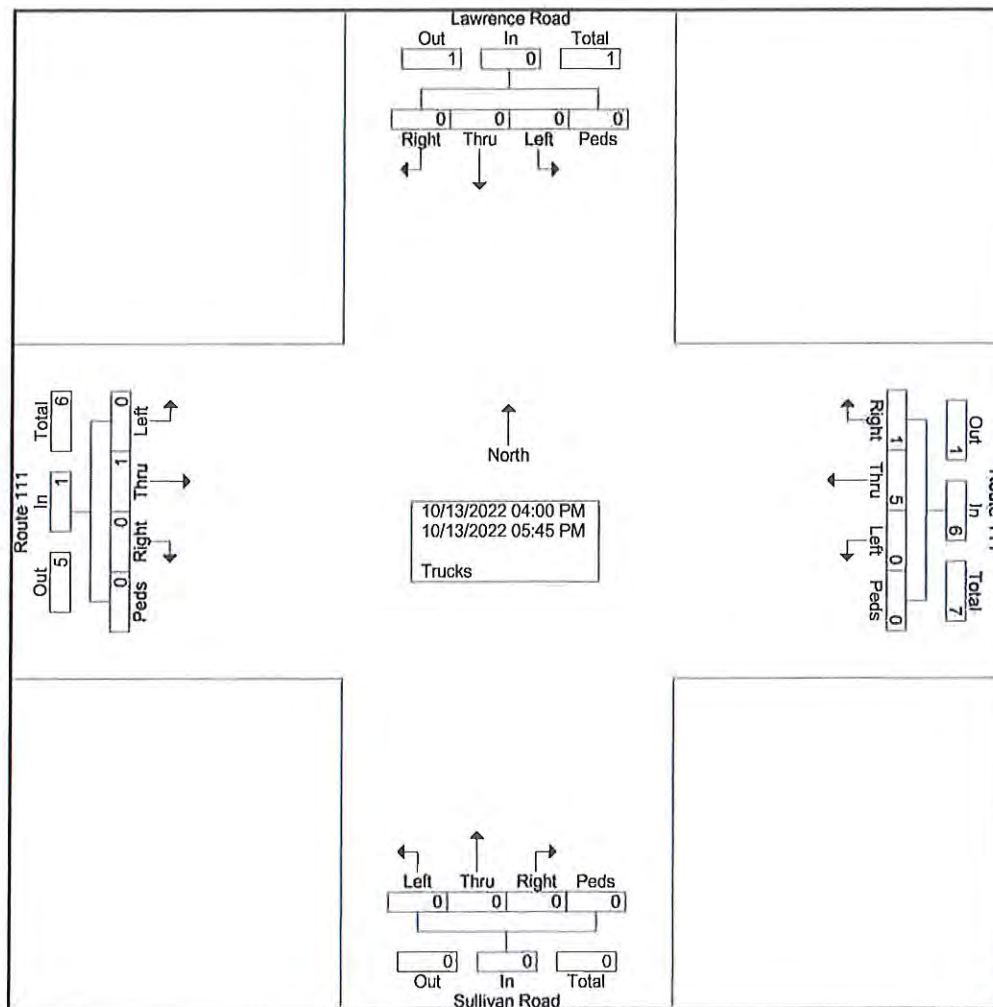 Lawrence Road
Out In Total
1 0 1
0 0 0 0
Right Thru Left Peds
Route 111
Total In Out
6 1 5
0 1 0 0
Left Thru Right Peds
North
10/13/2022 04:00 PM
10/13/2022 05:45 PM
Trucks
Right Thru Left Peds
1 5 0 0
Out In Total
1 6 7
Left Thru Right Peds
0 0 0 0
0 0 0
Out In Total
Sullivan Road